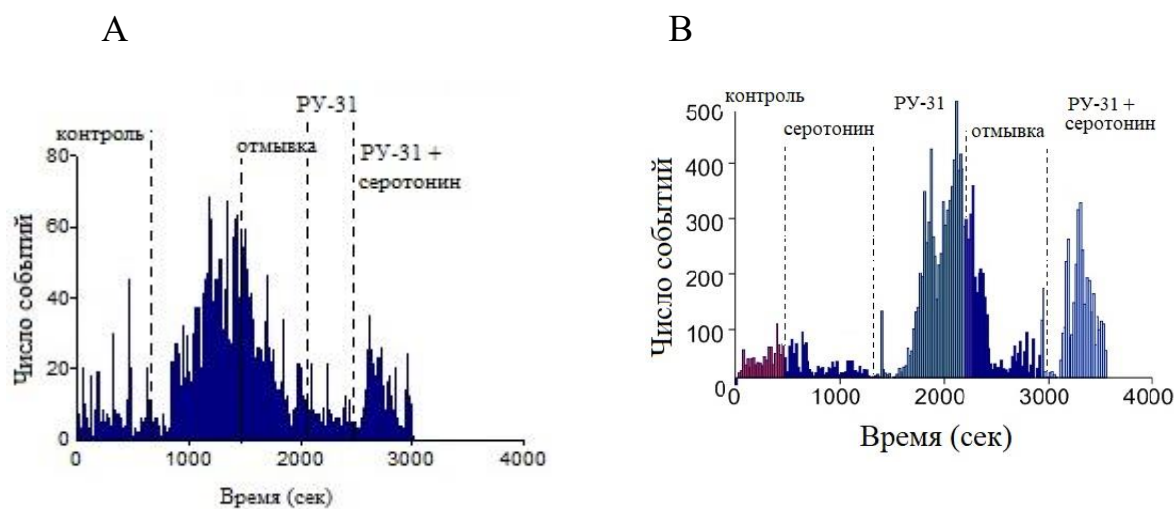 А
контроль
отмывка
РУ-31
РУ-31 +
серотонин
80
60
40
20
0
Число событий
0 1000 2000 3000 4000
Время (сек)
В
контроль
серотонин
РУ-31
отмывка
РУ-31 +
серотонин
500
400
300
200
100
0
Число событий
0 1000 2000 3000 4000
Время (сек)